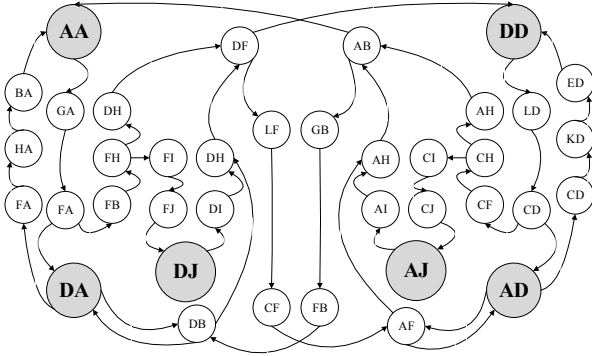 AA
DD
DF
AB
BA
ED
GA
DH
AH
LD
LF
GB
HA
KD
FH
FI
DH
AH
CI
CH
FA
FA
FB
FJ
DI
AI
CJ
CF
CD
CD
DJ
AJ
DA
AD
CF
FB
DB
AF